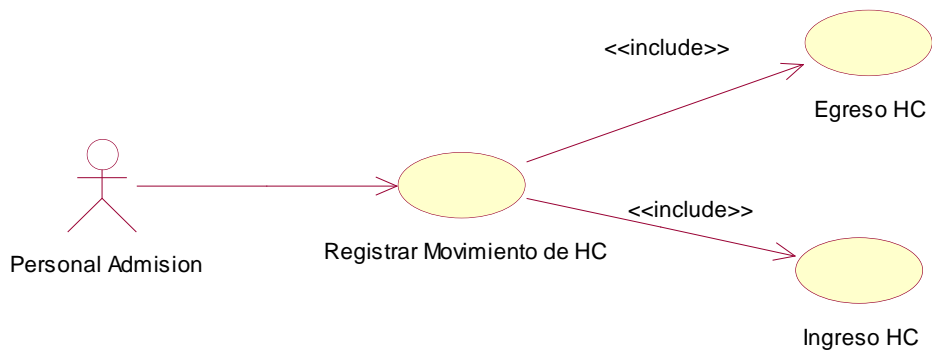 <<include>>
Egreso HC
Personal Admision
Registrar Movimiento de HC
<<include>>
Ingreso HC